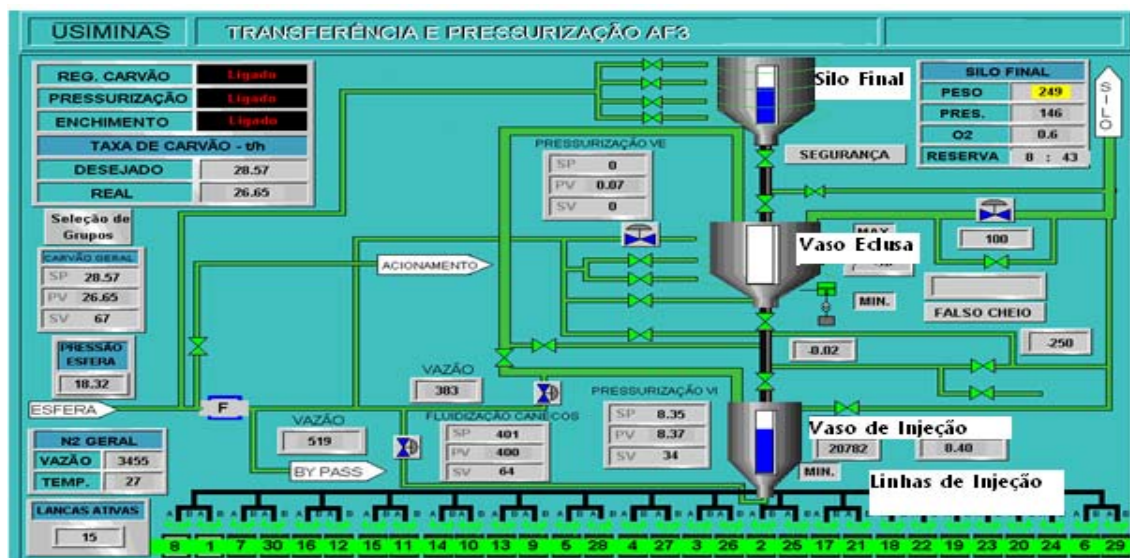 USIMINAS
TRANSFERÊNCIA E PRESSURIZAÇÃO AF3
REG. CARVÃO Ligado
PRESSURIZAÇÃO Ligado
ENCHIMENTO Ligado
TAXA DE CARVÃO - t/h
DESEJADO 28.57
REAL 26.65
Seleção de
Grupos
CARVÃO GERAL
SP 28.57
PV 26.65
SV 67
PRESSÃO
ESFERA
18.32
ESFERA
F
N2 GERAL
VAZÃO 3455
TEMP. 27
LANCAS ATIVAS
15
PRESSURIZAÇÃO VE
SP 0
PV 0.07
SV 0
ACIONAMENTO
VAZÃO
383
VAZÃO
519
BY PASS
FLUIDIZAÇÃO CANECOS
SP 401
PV 400
SV 64
PRESSURIZAÇÃO VI
SP 8.35
PV 8.37
SV 34
Silo Final
SILO FINAL
PESO 249
PRES. 146
O2 0.6
RESERVA 8 : 43
SILO
SEGURANÇA
100
Vaso Eclusa
MAX
MIN.
FALSO CHEIO
-0.02
-250
Vaso de Injeção
20782
8.40
MIN.
Linhas de Injeção
8 1 7 30 16 12 15 11 14 10 13 9 5 28 4 27 3 26 2 25 17 21 18 22 19 23 20 24 6 29